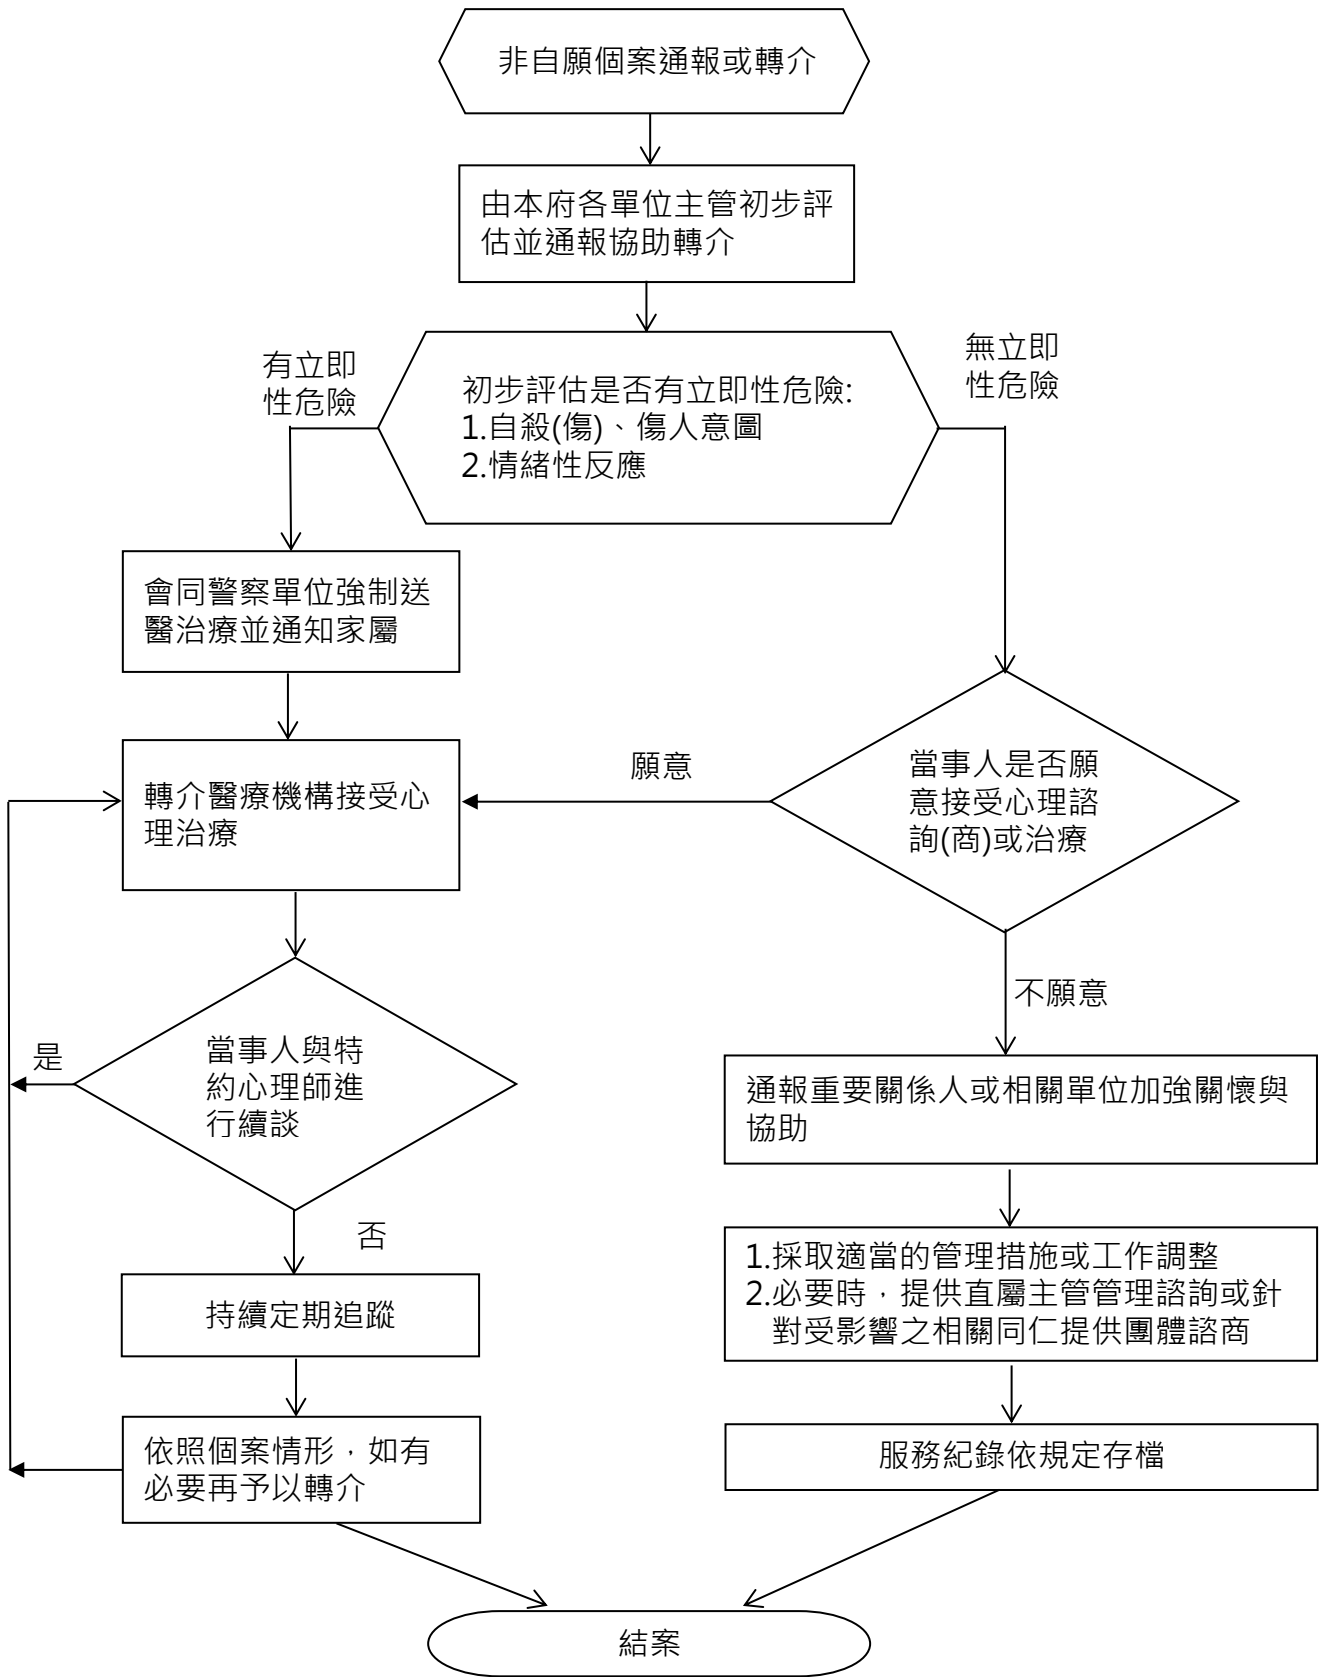 非自願個案通報或轉介
由本府各單位主管初步評
估並通報協助轉介
有立即
性危險
無立即
性危險
初步評估是否有立即性危險:
1.自殺(傷)、傷人意圖
2.情緒性反應
會同警察單位強制送
醫治療並通知家屬
願意
當事人是否願
意接受心理諮
詢(商)或治療
轉介醫療機構接受心
理治療
不願意
是
當事人與特
約心理師進
行續談
通報重要關係人或相關單位加強關懷與
協助
否
1.採取適當的管理措施或工作調整
2.必要時，提供直屬主管管理諮詢或針
對受影響之相關同仁提供團體諮商
持續定期追蹤
依照個案情形，如有
必要再予以轉介
服務紀錄依規定存檔
結案